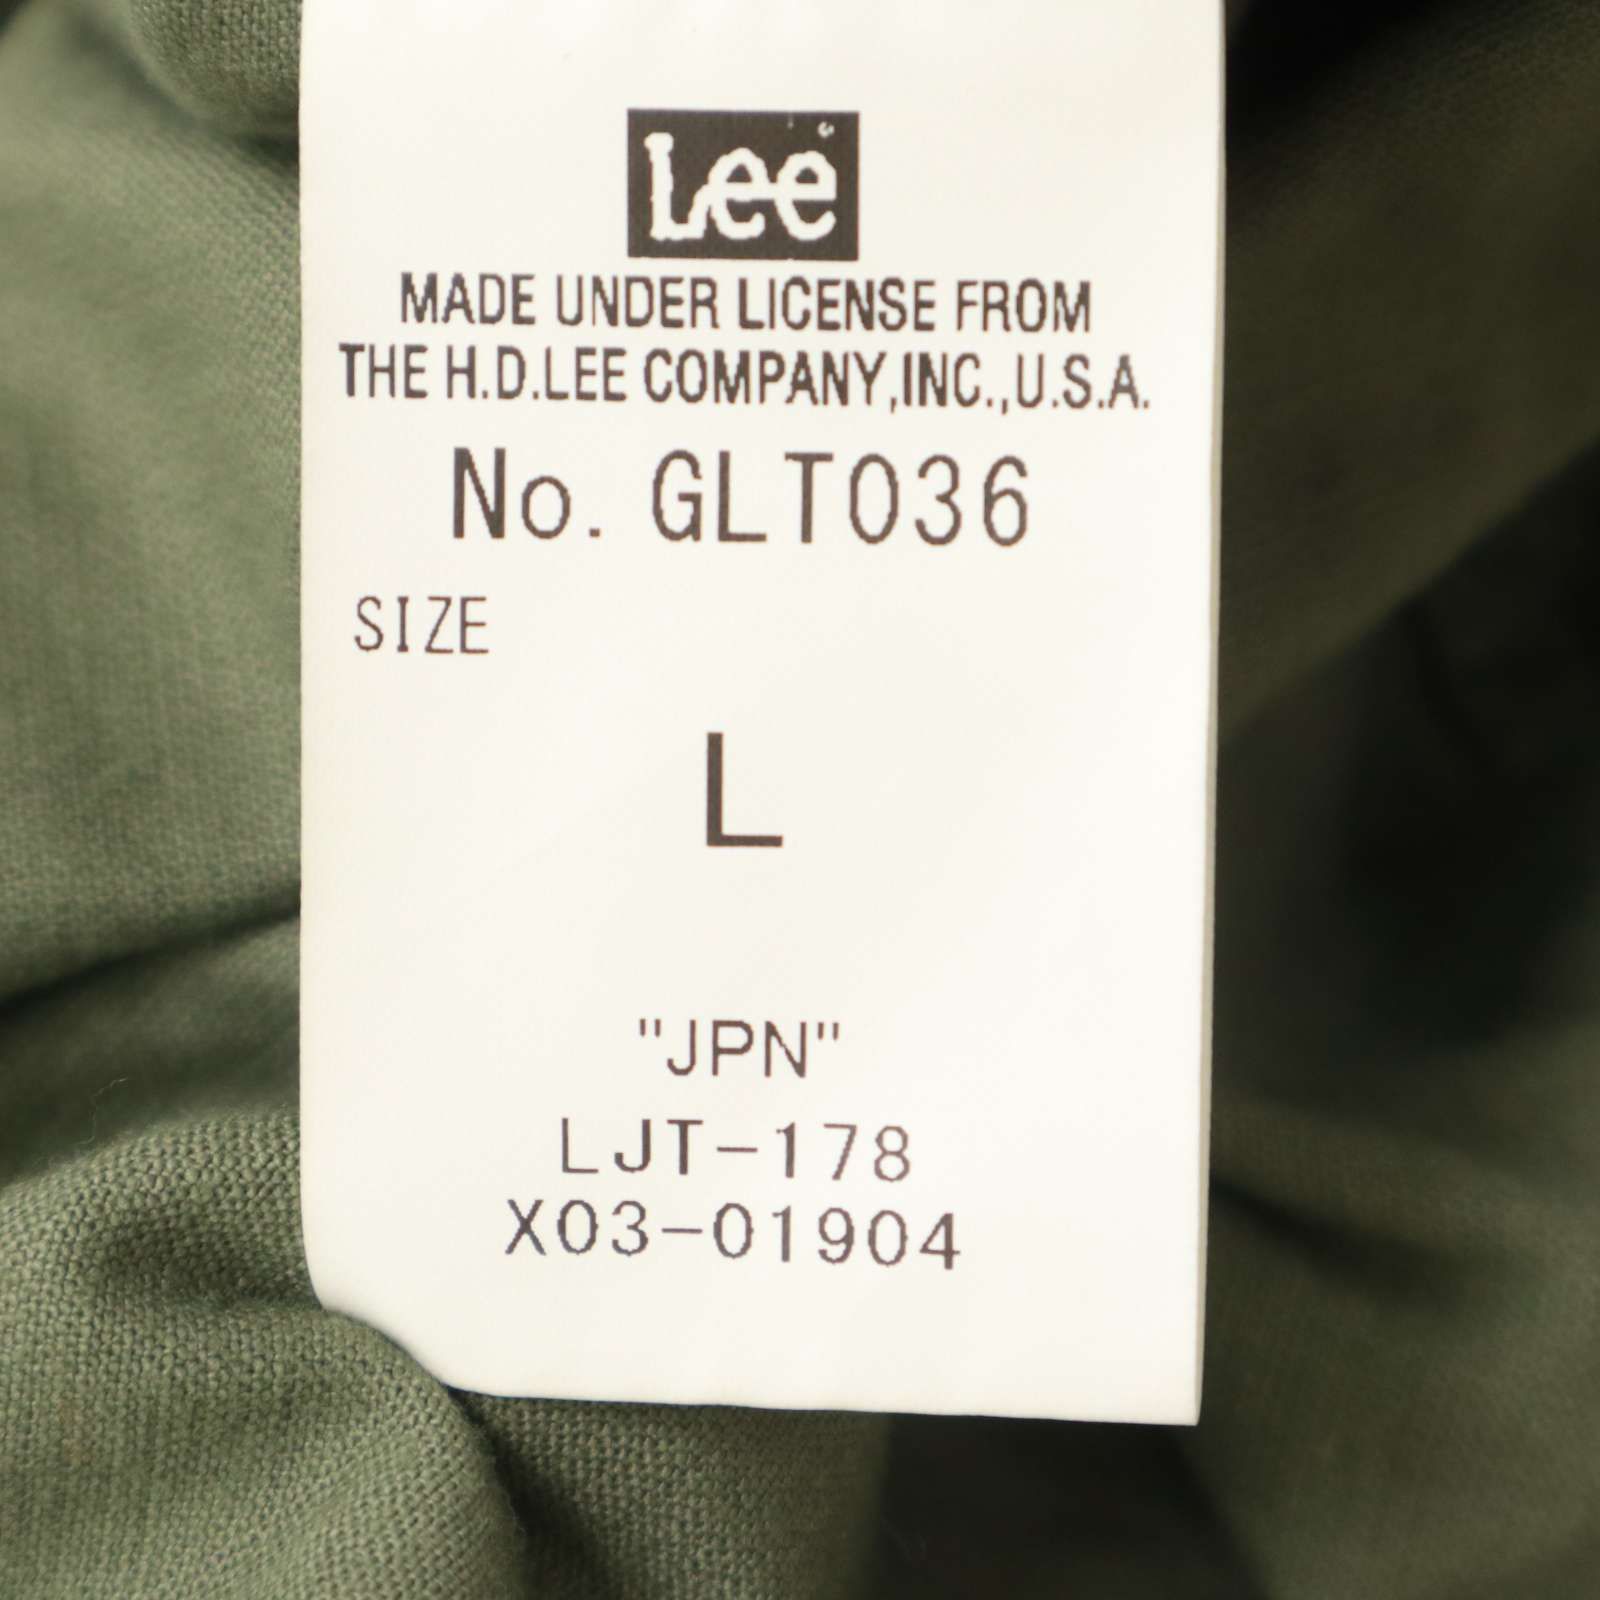 Lee
MADE UNDER LICENSE FROM
THE H.D.LEE COMPANY,INC.,U.S.A.
No. GLT036
SIZE
L
"JPN"
LJT-178
X03-01904